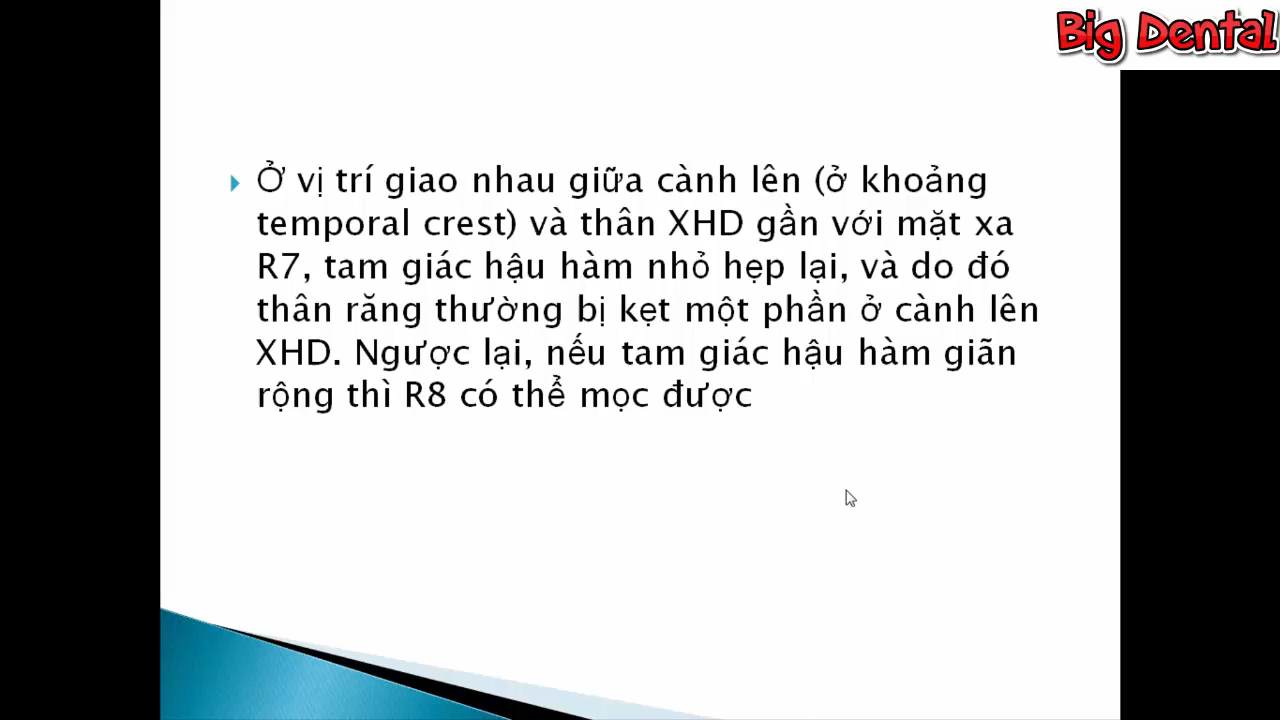 Big Dental
Ở vị trí giao nhau giữa cành lên (ở khoảng
temporal crest) và thân XHD gần với mặt xa
R7, tam giác hậu hàm nhỏ hẹp lại, và do đó
thân răng thường bị kẹt một phần ở cành lên
XHD. Ngược lại, nếu tam giác hậu hàm giãn
rộng thì R8 có thể mọc được